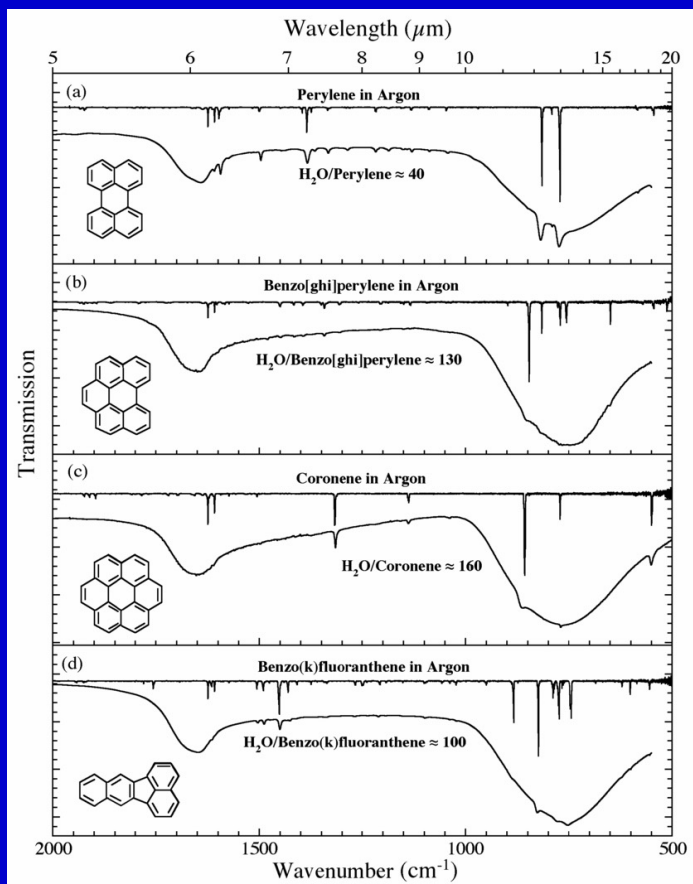 Wavelength (μm)
5 6 7 8 9 10 15 20
(a)
Perylene in Argon
H₂O/Perylene ≈ 40
(b)
Benzo[ghi]perylene in Argon
H₂O/Benzo[ghi]perylene ≈ 130
Transmission
(c)
Coronene in Argon
H₂O/Coronene ≈ 160
(d)
Benzo(k)fluoranthene in Argon
H₂O/Benzo(k)fluoranthene ≈ 100
2000 1500 1000 500
Wavenumber (cm⁻¹)